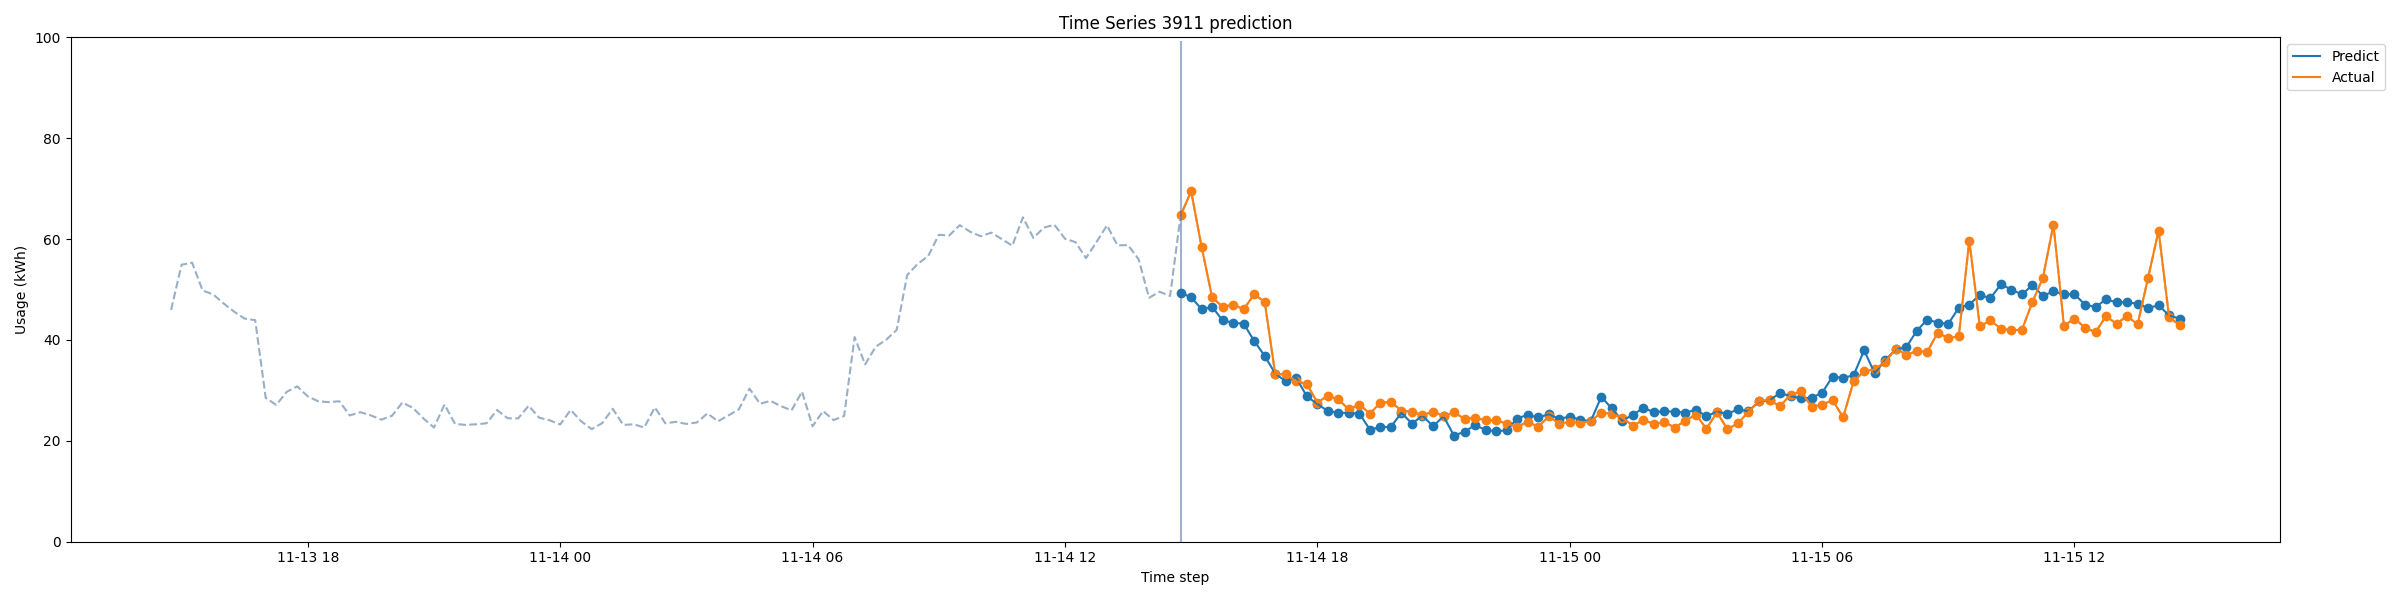 Time Series 3911 prediction
100
80
60
40
20
0
Usage (kWh)
11-13 18
11-14 00
11-14 06
11-14 12
11-14 18
11-15 00
11-15 06
11-15 12
Time step
Predict
Actual